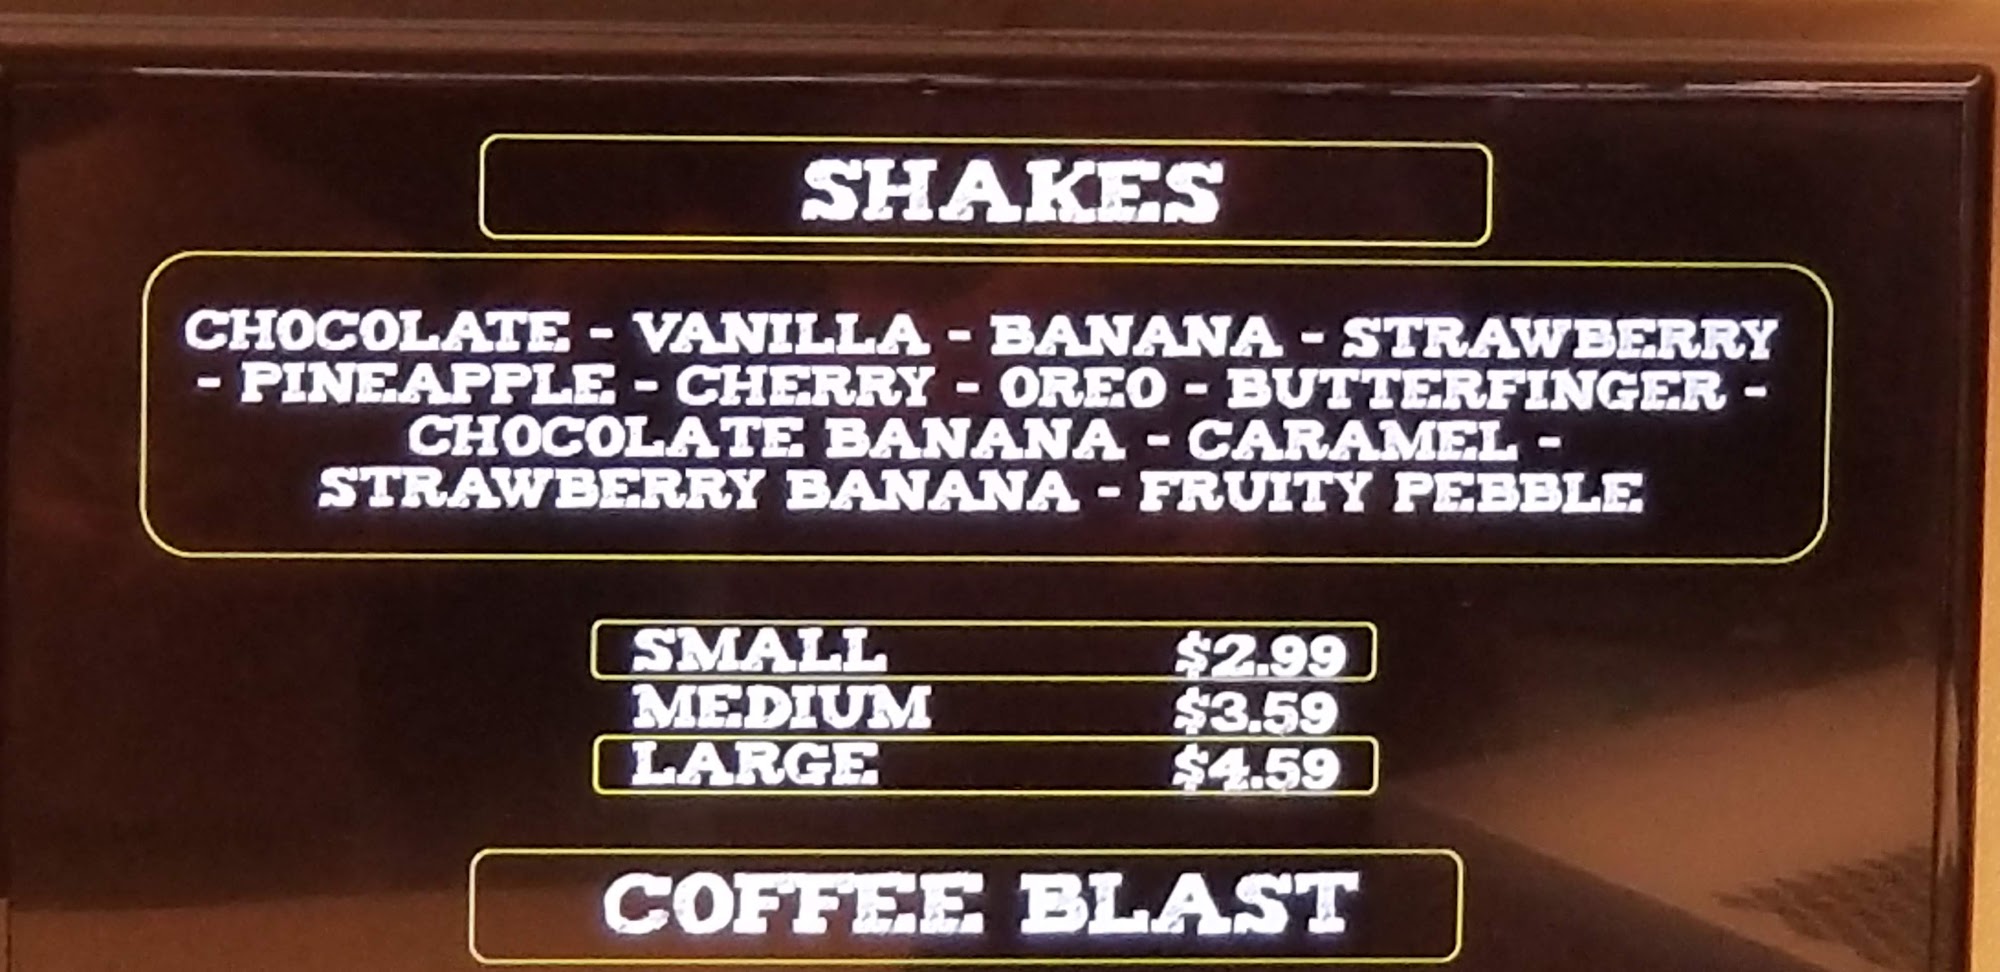 SHAKES
CHOCOLATE - VANILLA - BANANA - STRAWBERRY
- PINEAPPLE - CHERRY - OREO - BUTTERFINGER -
CHOCOLATE BANANA - CARAMEL -
STRAWBERRY BANANA - FRUITY PEBBLE
SMALL $2.99
MEDIUM $3.59
LARGE $4.59
COFFEE BLAST